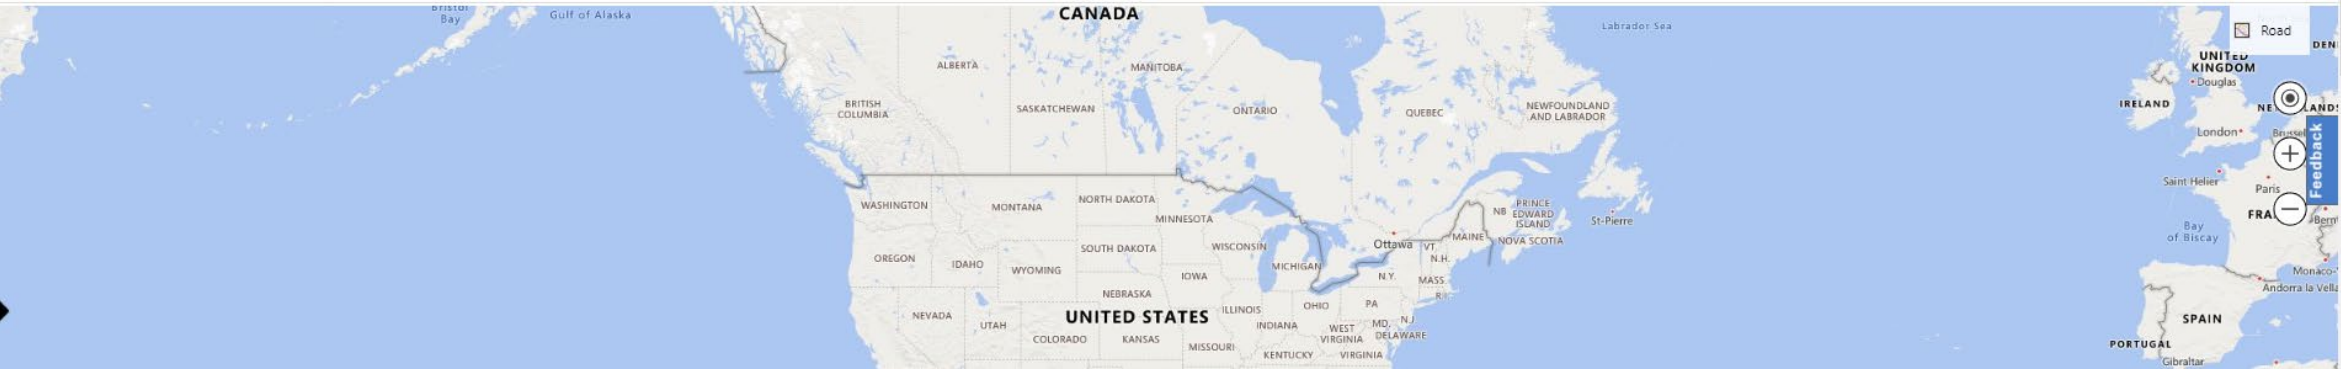 Bristol
Bay
Gulf of Alaska
CANADA
Labrador Sea
Road
ALBERTA
MANITOBA
SASKATCHEWAN
BRITISH
COLUMBIA
ONTARIO
QUEBEC
NEWFOUNDLAND
AND LABRADOR
UNITED
KINGDOM
Douglas
IRELAND
London
Feedback
Saint Helier
Paris
WASHINGTON
MONTANA
NORTH DAKOTA
MINNESOTA
NB
PRINCE
EDWARD
ISLAND
St-Pierre
Bay
of Biscay
OREGON
IDAHO
WYOMING
SOUTH DAKOTA
WISCONSIN
MICHIGAN
Ottawa
VT.
MAINE
NOVA SCOTIA
N.H.
IOWA
N.Y.
MASS.
R.I.
Monaco
Andorra la Vella
NEBRASKA
NEVADA
UTAH
UNITED STATES
ILLINOIS
INDIANA
OHIO
PA
N.J.
MD.
DELAWARE
WEST
VIRGINIA
COLORADO
KANSAS
MISSOURI
KENTUCKY
VIRGINIA
SPAIN
PORTUGAL
Gibraltar